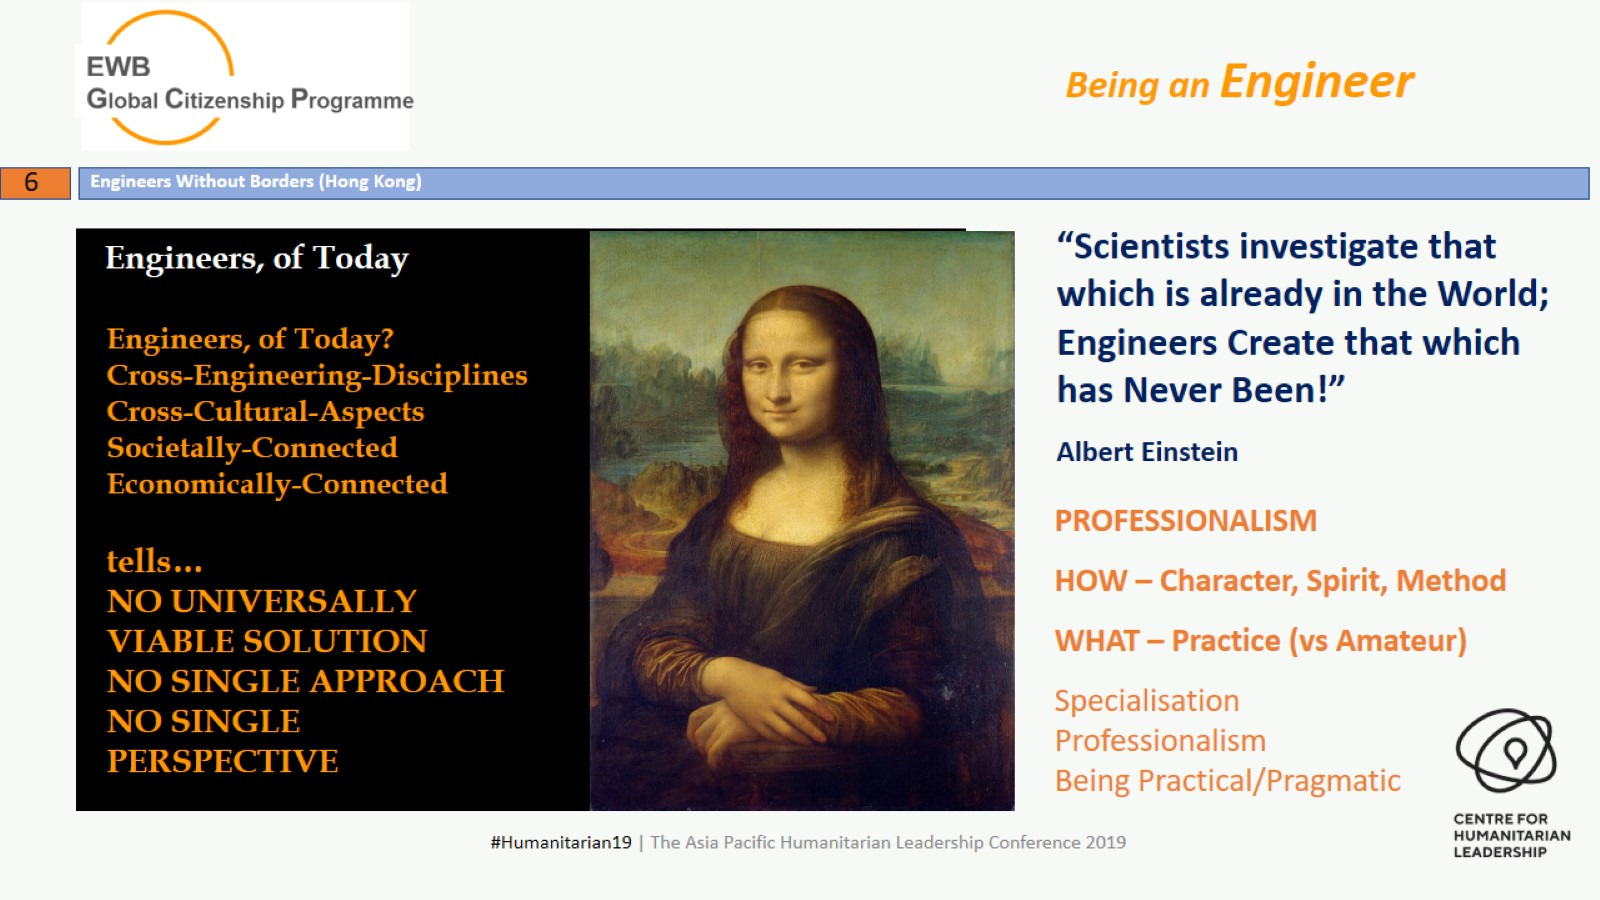 EWB
Global Citizenship Programme
Being an Engineer
6
Engineers Without Borders (Hong Kong)
Engineers, of Today
Engineers, of Today?
Cross-Engineering-Disciplines
Cross-Cultural-Aspects
Societally-Connected
Economically-Connected
tells…
NO UNIVERSALLY
VIABLE SOLUTION
NO SINGLE APPROACH
NO SINGLE
PERSPECTIVE
“Scientists investigate that
which is already in the World;
Engineers Create that which
has Never Been!”
Albert Einstein
PROFESSIONALISM
HOW – Character, Spirit, Method
WHAT – Practice (vs Amateur)
Specialisation
Professionalism
Being Practical/Pragmatic
CENTRE FOR
HUMANITARIAN
LEADERSHIP
#Humanitarian19 | The Asia Pacific Humanitarian Leadership Conference 2019